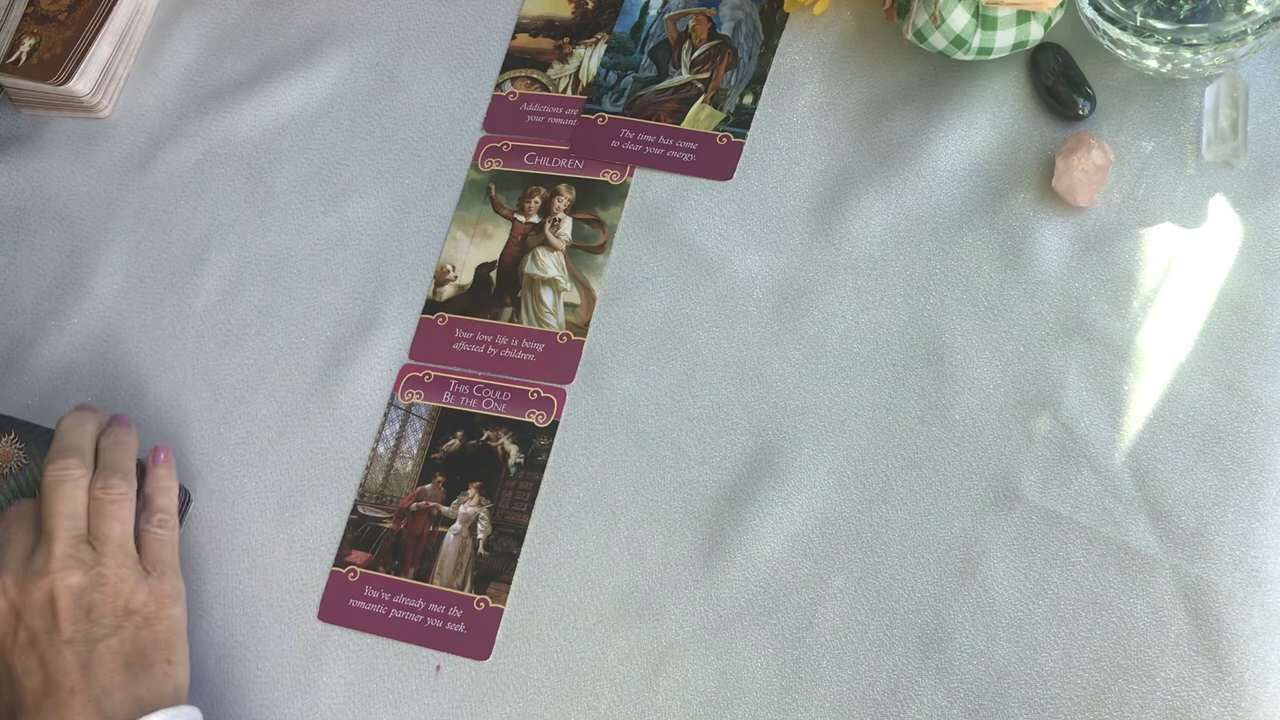 Addictions are
your romant
The time has come
to clear your energy.
CHILDREN
Your love life is being
affected by children.
THIS COULD
BE THE ONE
You've already met the
romantic partner you seek.